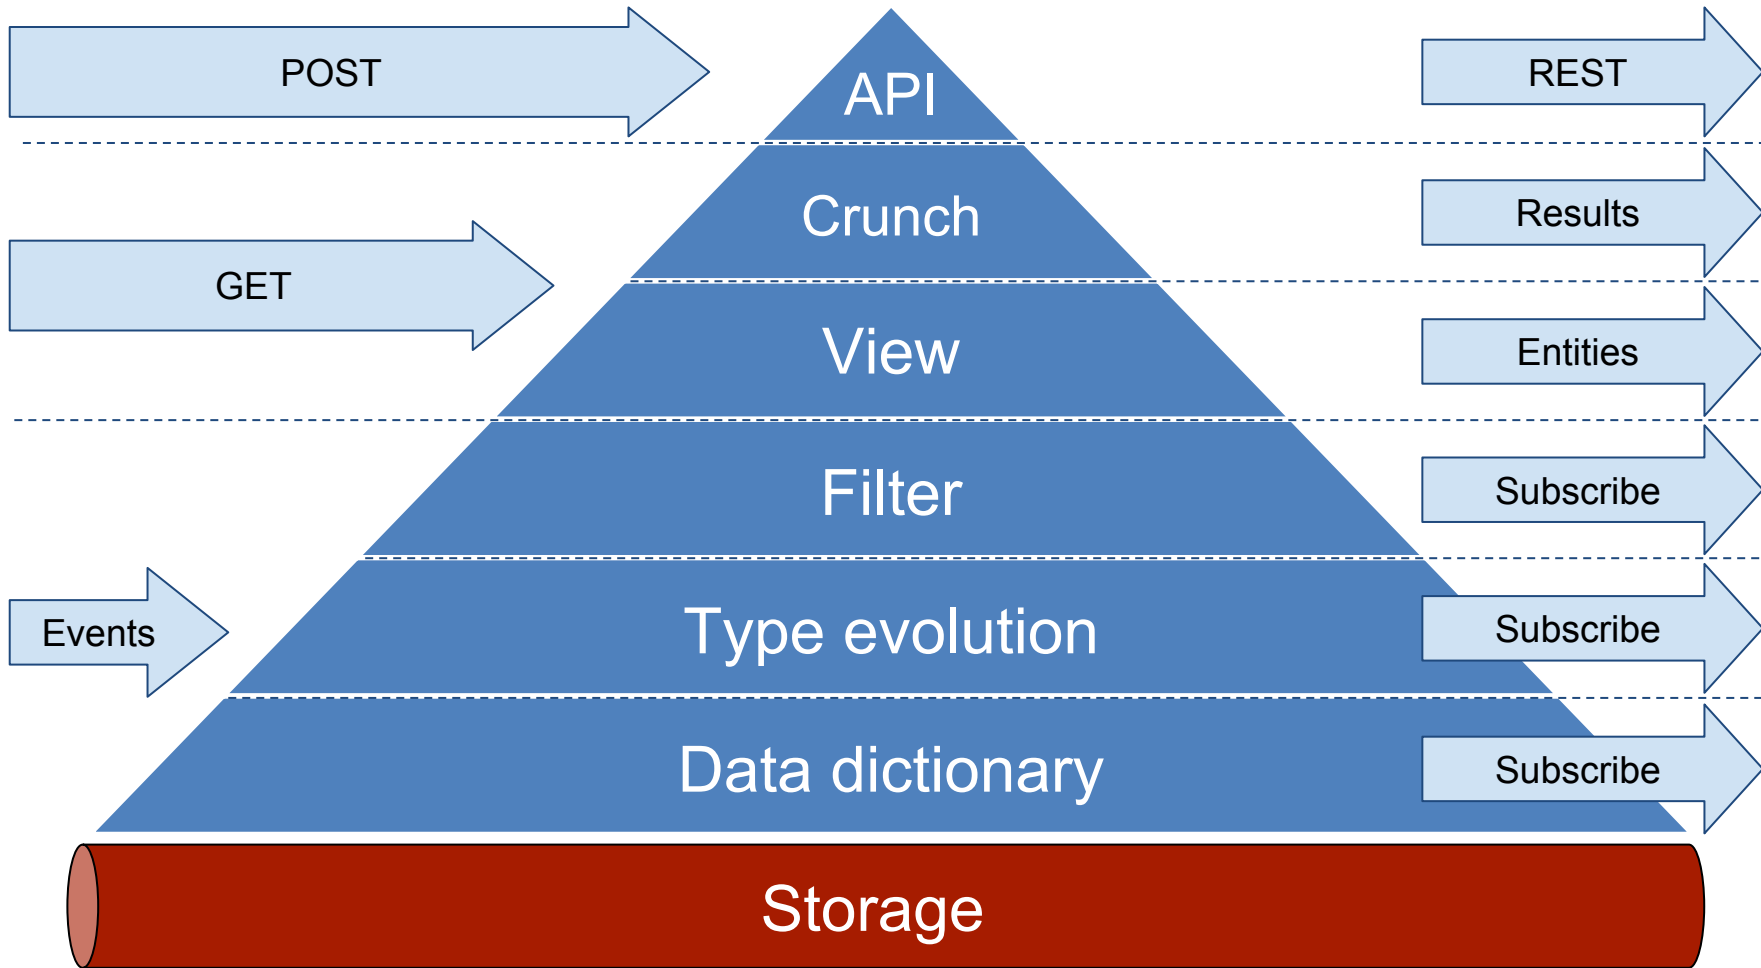 POST
API
REST
Crunch
Results
GET
View
Entities
Filter
Subscribe
Events
Type evolution
Subscribe
Data dictionary
Subscribe
Storage